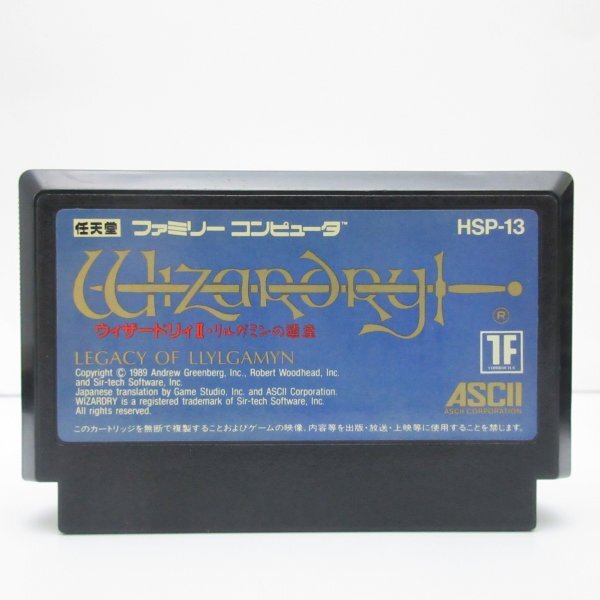 任天堂 ファミリー コンピュータ™ HSP-13
Wizardry
®
ウィザードリィⅡ・リルガミンの遺産
LEGACY OF LLYLGAMYN
Copyright © 1989 Andrew Greenberg, Inc., Robert Woodhead, Inc.
and Sir-tech Software, Inc.
Japanese translation by Game Studio, Inc. and ASCII Corporation.
WIZARDRY is a registered trademark of Sir-tech Software, Inc.
All rights reserved.
TF
ASCII
ASCII CORPORATION
このカートリッジを無断で複製することおよびゲームの映像、内容等を出版・放送・上映等に使用することを禁じます。